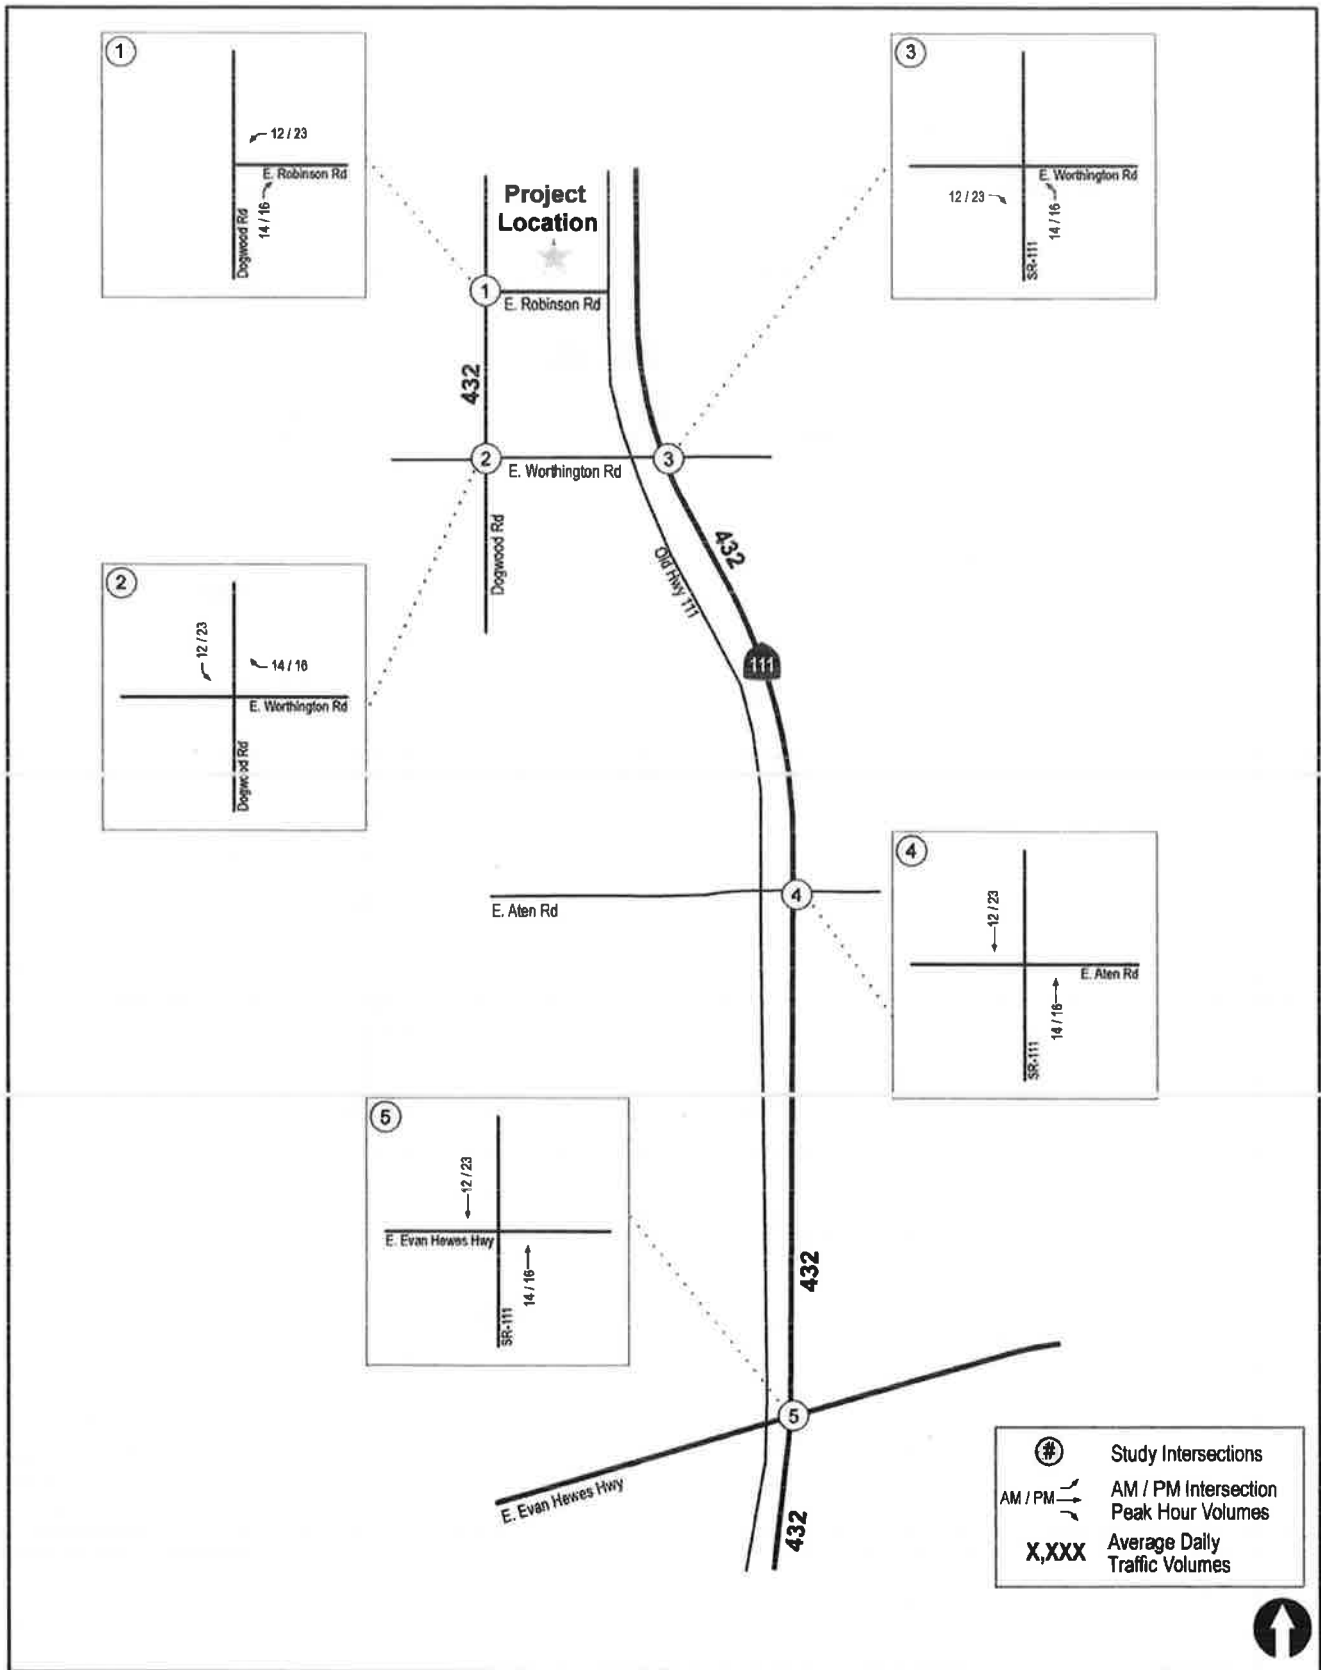 1
12 / 23
E. Robinson Rd
14 / 16
Dogwood Rd
3
E. Worthington Rd
12 / 23
14 / 16
SR-111
Project
Location
1
E. Robinson Rd
432
2
E. Worthington Rd
3
Dogwood Rd
432
Old Hwy 111
111
2
12 / 23
14 / 16
E. Worthington Rd
Dogwood Rd
E. Aten Rd
4
4
12 / 23
E. Aten Rd
14 / 16
SR-111
5
12 / 23
E. Evan Hewes Hwy
14 / 16
SR-111
432
5
E. Evan Hewes Hwy
432
# Study Intersections
AM / PM AM / PM Intersection
Peak Hour Volumes
X,XXX Average Daily
Traffic Volumes